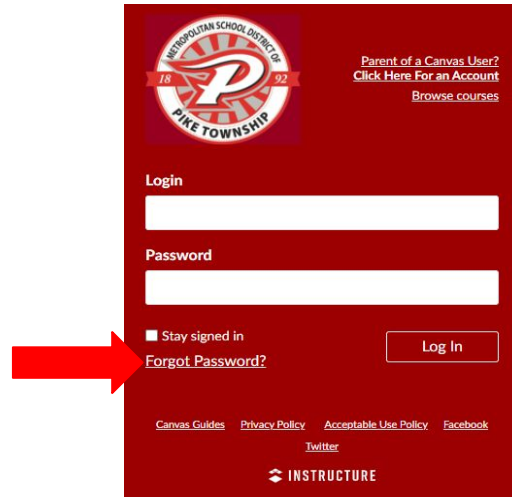 METROPOLITAN SCHOOL DISTRICT OF
18 P 92
PIKE TOWNSHIP
Parent of a Canvas User?
Click Here For an Account
Browse courses
Login
Password
Stay signed in
Log In
Forgot Password?
Canvas Guides Privacy Policy Acceptable Use Policy Facebook
Twitter
INSTRUCTURE